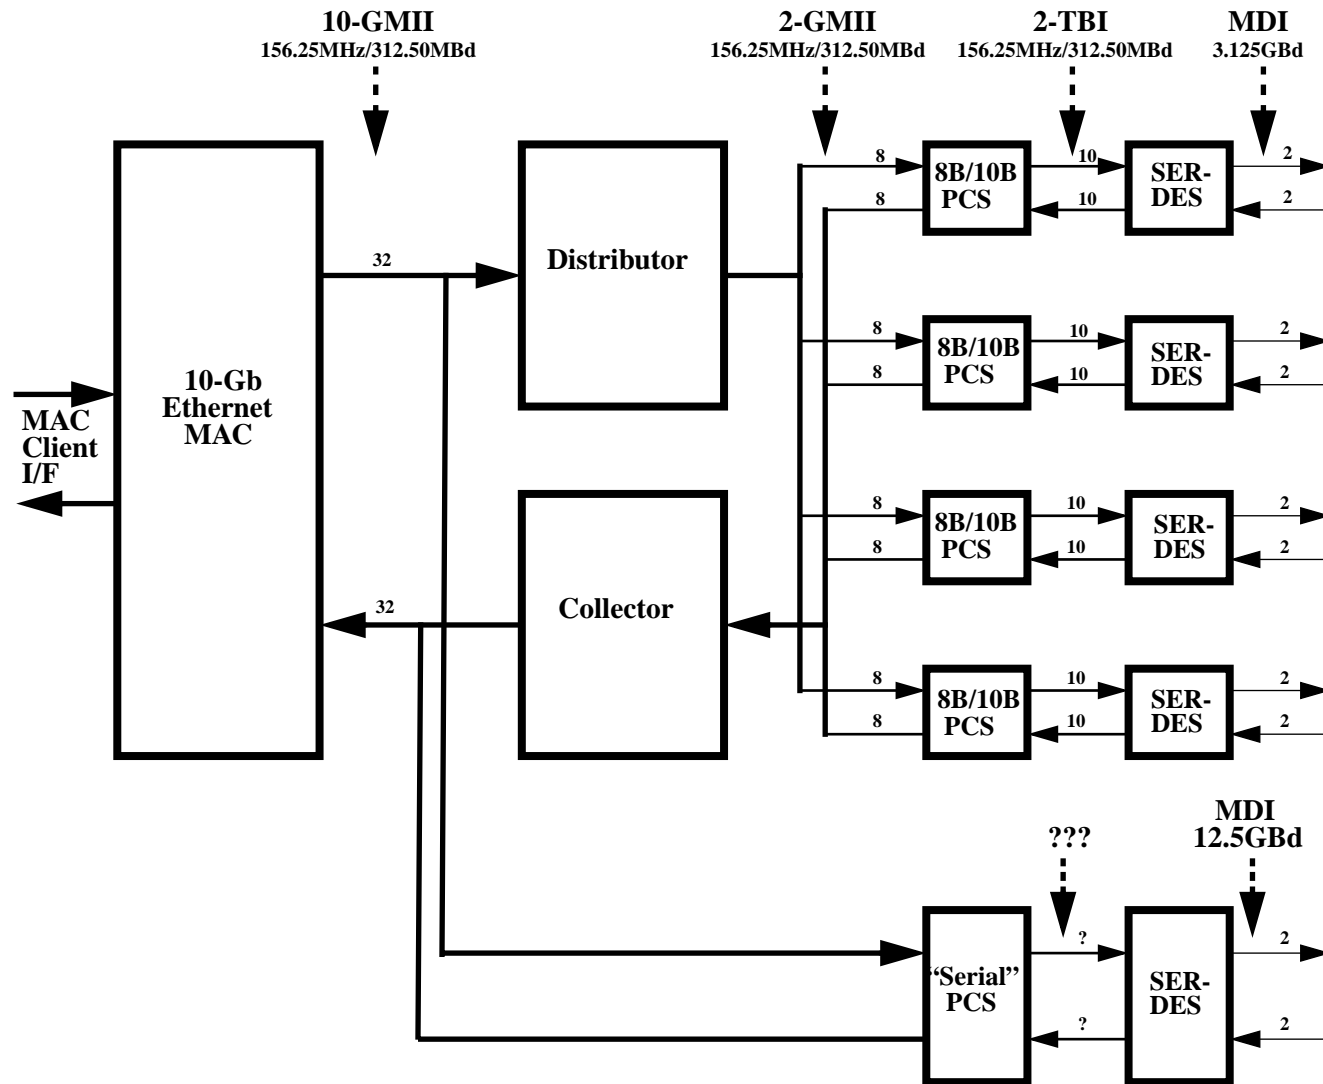 10-GMII
156.25MHz/312.50MBd
2-GMII
156.25MHz/312.50MBd
2-TBI
156.25MHz/312.50MBd
MDI
3.125GBd
8
8B/10B
PCS
10
SER-
DES
2
8
10
2
32
Distributor
8
8B/10B
PCS
10
SER-
DES
2
8
10
2
10-Gb
Ethernet
MAC
MAC
Client
I/F
8
8B/10B
PCS
10
SER-
DES
2
8
10
2
32
Collector
8
8B/10B
PCS
10
SER-
DES
2
8
10
2
???
MDI
12.5GBd
?
2
“Serial”
PCS
SER-
DES
?
2